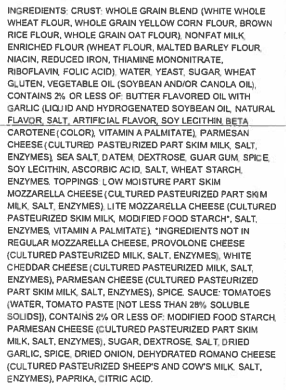 INGREDIENTS: CRUST: WHOLE GRAIN BLEND (WHITE WHOLE
WHEAT FLOUR, WHOLE GRAIN YELLOW CORN FLOUR, BROWN
RICE FLOUR, WHOLE GRAIN OAT FLOUR), NONFAT MILK,
ENRICHED FLOUR (WHEAT FLOUR, MALTED BARLEY FLOUR,
NIACIN, REDUCED IRON, THIAMINE MONONITRATE,
RIBOFLAVIN, FOLIC ACID), WATER, YEAST, SUGAR, WHEAT
GLUTEN, VEGETABLE OIL (SOYBEAN AND/OR CANOLA OIL),
CONTAINS 2% OR LESS OF: BUTTER FLAVORED OIL WITH
GARLIC (LIQUID AND HYDROGENATED SOYBEAN OIL, NATURAL
FLAVOR, SALT, ARTIFICIAL FLAVOR, SOY LECITHIN, BETA
CAROTENE (COLOR), VITAMIN A PALMITATE), PARMESAN
CHEESE (CULTURED PASTEURIZED PART SKIM MILK, SALT,
ENZYMES), SEA SALT, DATEM, DEXTROSE, GUAR GUM, SPICE,
SOY LECITHIN, ASCORBIC ACID, SALT, WHEAT STARCH,
ENZYMES. TOPPINGS: LOW MOISTURE PART SKIM
MOZZARELLA CHEESE (CULTURED PASTEURIZED PART SKIM
MILK, SALT, ENZYMES), LITE MOZZARELLA CHEESE (CULTURED
PASTEURIZED SKIM MILK, MODIFIED FOOD STARCH*, SALT,
ENZYMES, VITAMIN A PALMITATE), *INGREDIENTS NOT IN
REGULAR MOZZARELLA CHEESE, PROVOLONE CHEESE
(CULTURED PASTEURIZED MILK, SALT, ENZYMES), WHITE
CHEDDAR CHEESE (CULTURED PASTEURIZED MILK, SALT,
ENZYMES), PARMESAN CHEESE (CULTURED PASTEURIZED
PART SKIM MILK, SALT, ENZYMES), SPICE. SAUCE: TOMATOES
(WATER, TOMATO PASTE [NOT LESS THAN 28% SOLUBLE
SOLIDS]), CONTAINS 2% OR LESS OF: MODIFIED FOOD STARCH,
PARMESAN CHEESE (CULTURED PASTEURIZED PART SKIM
MILK, SALT, ENZYMES), SUGAR, DEXTROSE, SALT, DRIED
GARLIC, SPICE, DRIED ONION, DEHYDRATED ROMANO CHEESE
(CULTURED PASTEURIZED SHEEP'S AND COW'S MILK, SALT,
ENZYMES), PAPRIKA, CITRIC ACID.